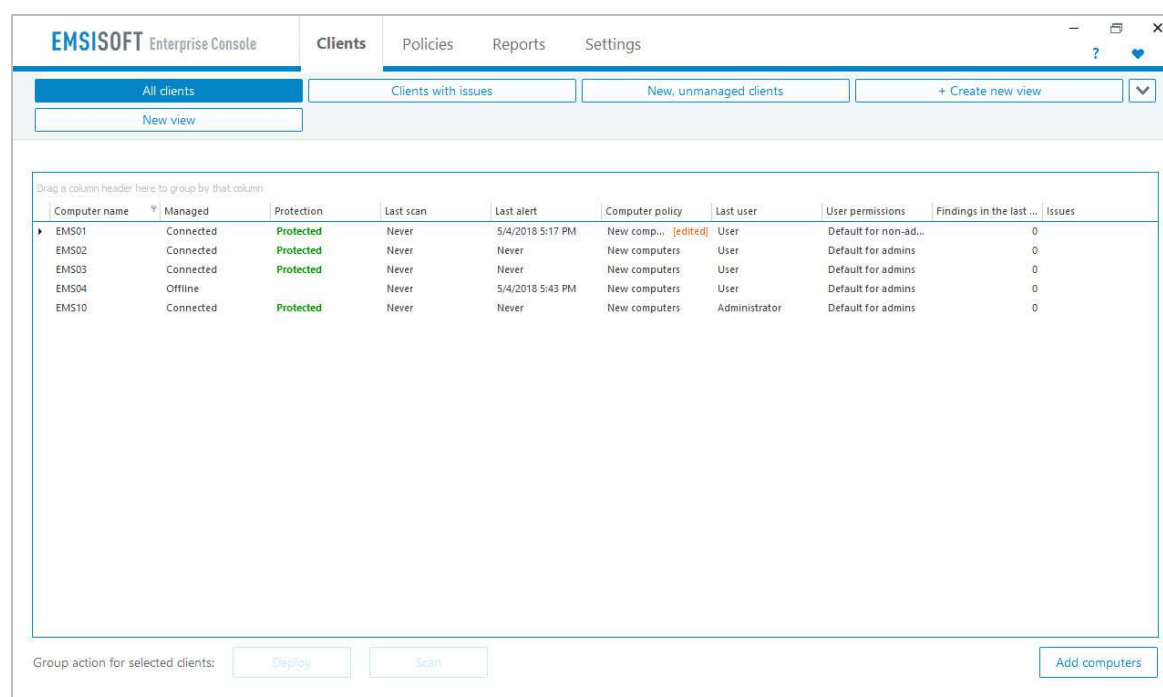 EMSISOFT Enterprise Console Clients Policies Reports Settings
?
All clients Clients with issues New, unmanaged clients + Create new view
New view
Drag a column header here to group by that column
Computer name Managed Protection Last scan Last alert Computer policy Last user User permissions Findings in the last ... Issues
EMS01 Connected Protected Never 5/4/2018 5:17 PM New comp... [edited] User Default for non-ad... 0
EMS02 Connected Protected Never Never New computers User Default for admins 0
EMS03 Connected Protected Never Never New computers User Default for admins 0
EMS04 Offline Never 5/4/2018 5:43 PM New computers User Default for admins 0
EMS10 Connected Protected Never Never New computers Administrator Default for admins 0
Group action for selected clients: Deploy Scan Add computers